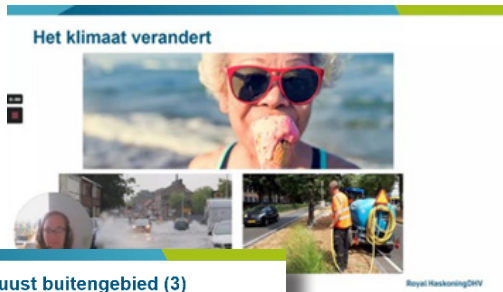 Het klimaat verandert
Royal HaskoningDHV
uust buitengebied (3)